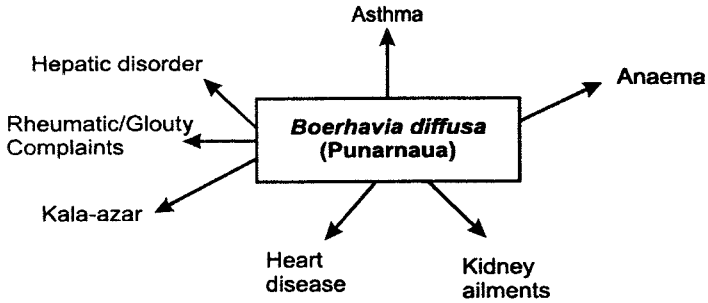 Asthma
Hepatic disorder
Anaema
Rheumatic/Glouty
Complaints
Boerhavia diffusa
(Punarnaua)
Kala-azar
Heart
disease
Kidney
ailments